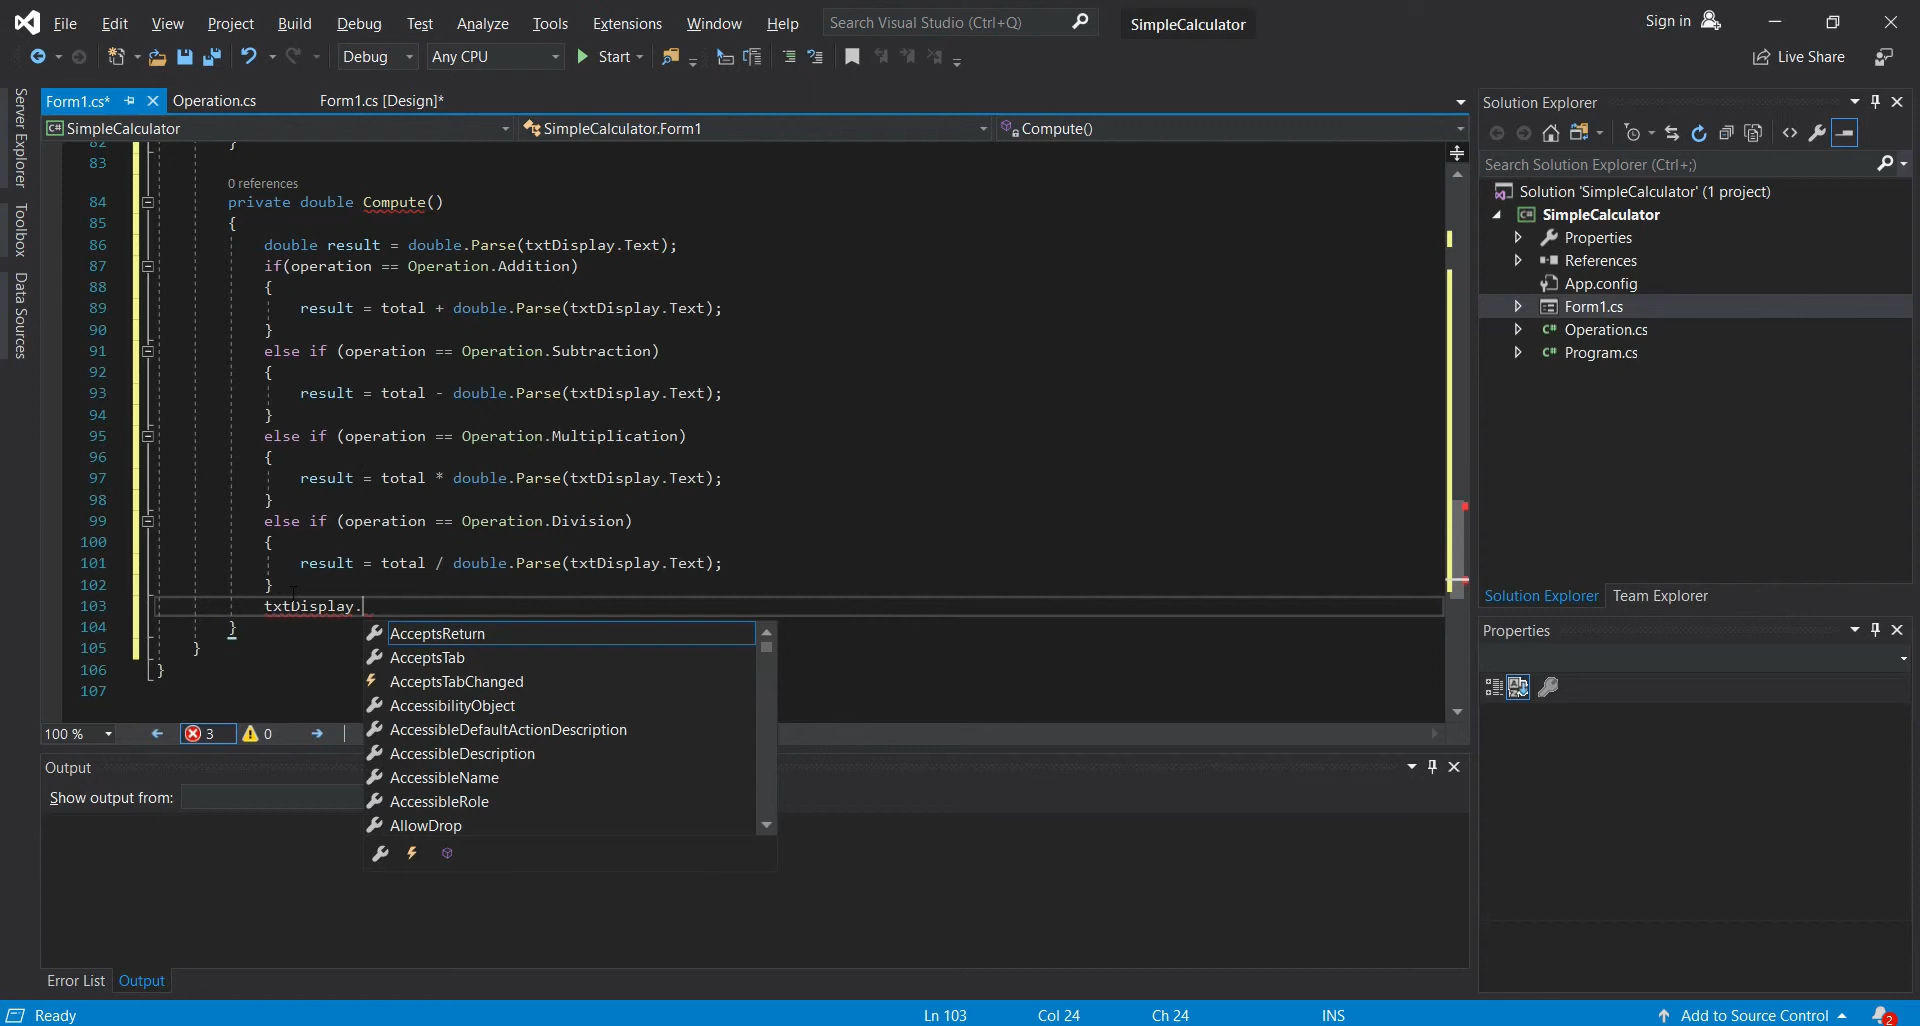 File Edit View Project Build Debug Test Analyze Tools Extensions Window Help Search Visual Studio (Ctrl+Q) SimpleCalculator Sign in
Debug Any CPU Start Live Share
Server Explorer
Toolbox
Data Sources
Form1.cs* Operation.cs Form1.cs [Design]*
C# SimpleCalculator SimpleCalculator.Form1 Compute()
82 }
83
0 references
84 private double Compute()
85 {
86 double result = double.Parse(txtDisplay.Text);
87 if(operation == Operation.Addition)
88 {
89 result = total + double.Parse(txtDisplay.Text);
90 }
91 else if (operation == Operation.Subtraction)
92 {
93 result = total - double.Parse(txtDisplay.Text);
94 }
95 else if (operation == Operation.Multiplication)
96 {
97 result = total * double.Parse(txtDisplay.Text);
98 }
99 else if (operation == Operation.Division)
100 {
101 result = total / double.Parse(txtDisplay.Text);
102 }
103 txtDisplay.
104 }
105 }
106 }
107
AcceptsReturn
AcceptsTab
AcceptsTabChanged
AccessibilityObject
AccessibleDefaultActionDescription
AccessibleDescription
AccessibleName
AccessibleRole
AllowDrop
100 % 3 0
Output
Show output from:
Error List Output
Solution Explorer
Search Solution Explorer (Ctrl+;)
Solution 'SimpleCalculator' (1 project)
C# SimpleCalculator
Properties
References
App.config
Form1.cs
C# Operation.cs
C# Program.cs
Solution Explorer Team Explorer
Properties
Ready Ln 103 Col 24 Ch 24 INS Add to Source Control 2